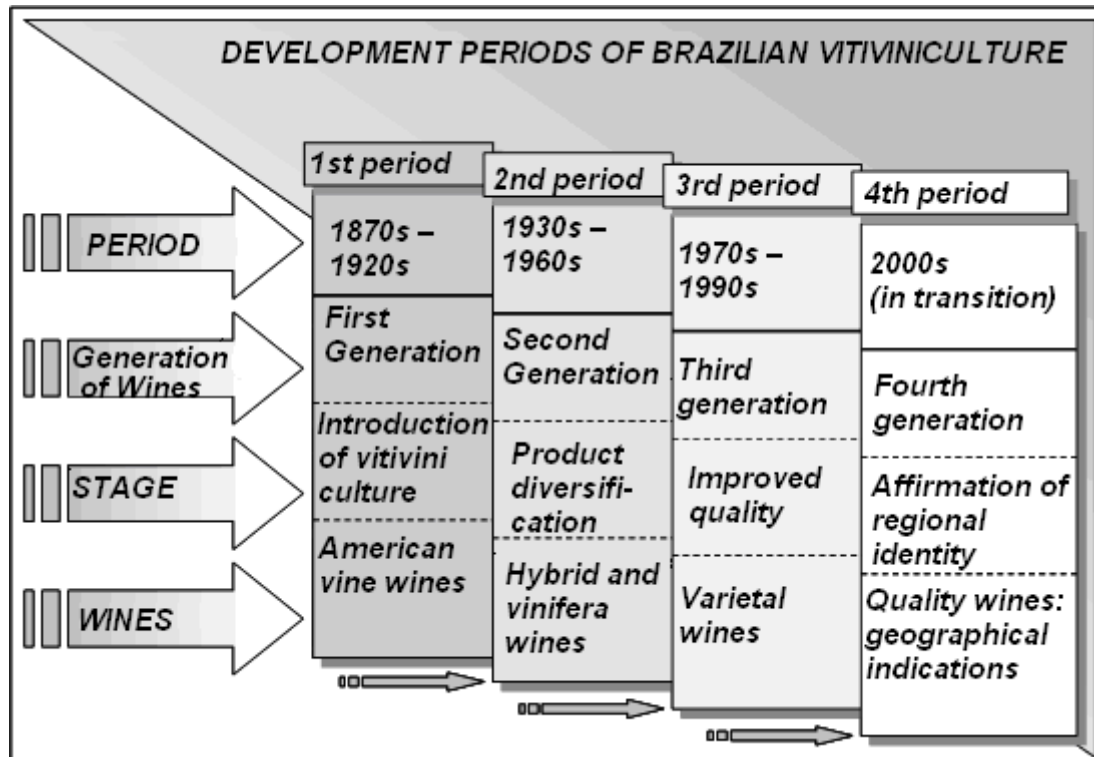 DEVELOPMENT PERIODS OF BRAZILIAN VITIVINICULTURE
1st period
2nd period
3rd period
4th period
PERIOD
1870s –
1920s
1930s –
1960s
1970s –
1990s
2000s
(in transition)
Generation
of Wines
First
Generation
Second
Generation
Third
generation
Fourth
generation
STAGE
Introduction
of vitivini
culture
Product
diversifi-
cation
Improved
quality
Affirmation of
regional
identity
WINES
American
vine wines
Hybrid and
vinifera
wines
Varietal
wines
Quality wines:
geographical
indications